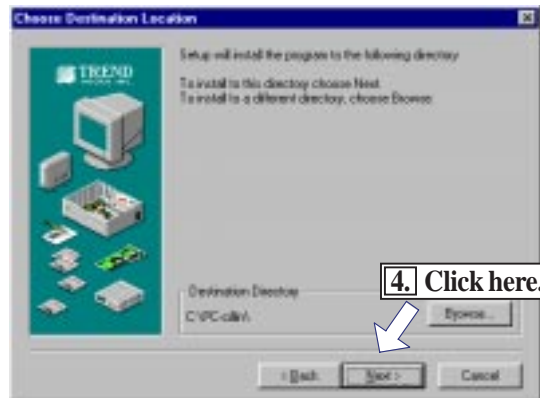 Choose Destination Location
TREND
MICRO INC.
Setup will install the program to the following directory
To install to this directory choose Next
To install to a different directory, choose Browse
4. Click here.
Destination Directory
C:\PC-cillin\
Browse...
< Back
Next >
Cancel